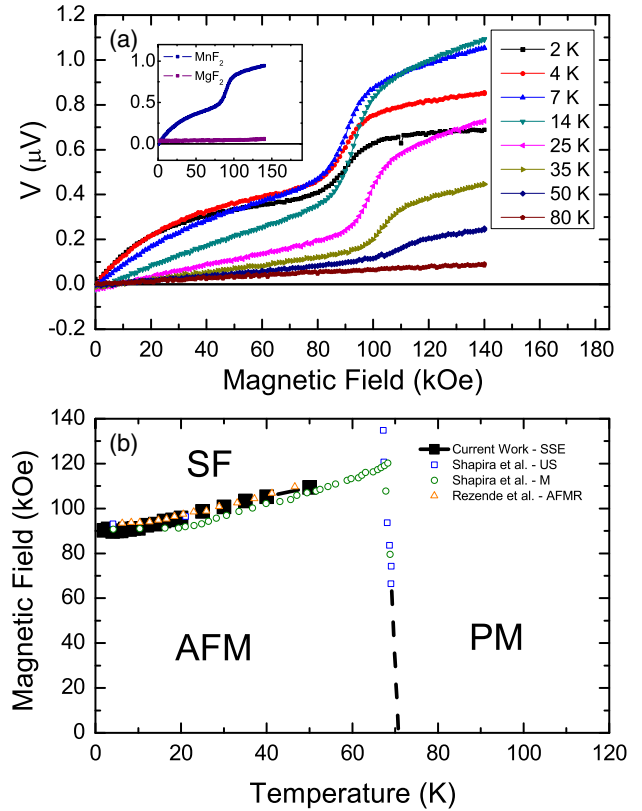 (a)
MnF2
MgF2
1.0
0.5
0.0
0 50 100 150
2 K
4 K
7 K
14 K
25 K
35 K
50 K
80 K
1.2
1.0
0.8
0.6
0.4
0.2
0.0
-0.2
V (μV)
0 20 40 60 80 100 120 140 160 180
Magnetic Field (kOe)
(b)
SF
Current Work - SSE
Shapira et al. - US
Shapira et al. - M
Rezende et al. - AFMR
AFM
PM
140
120
100
80
60
40
20
0
Magnetic Field (kOe)
0 20 40 60 80 100 120
Temperature (K)